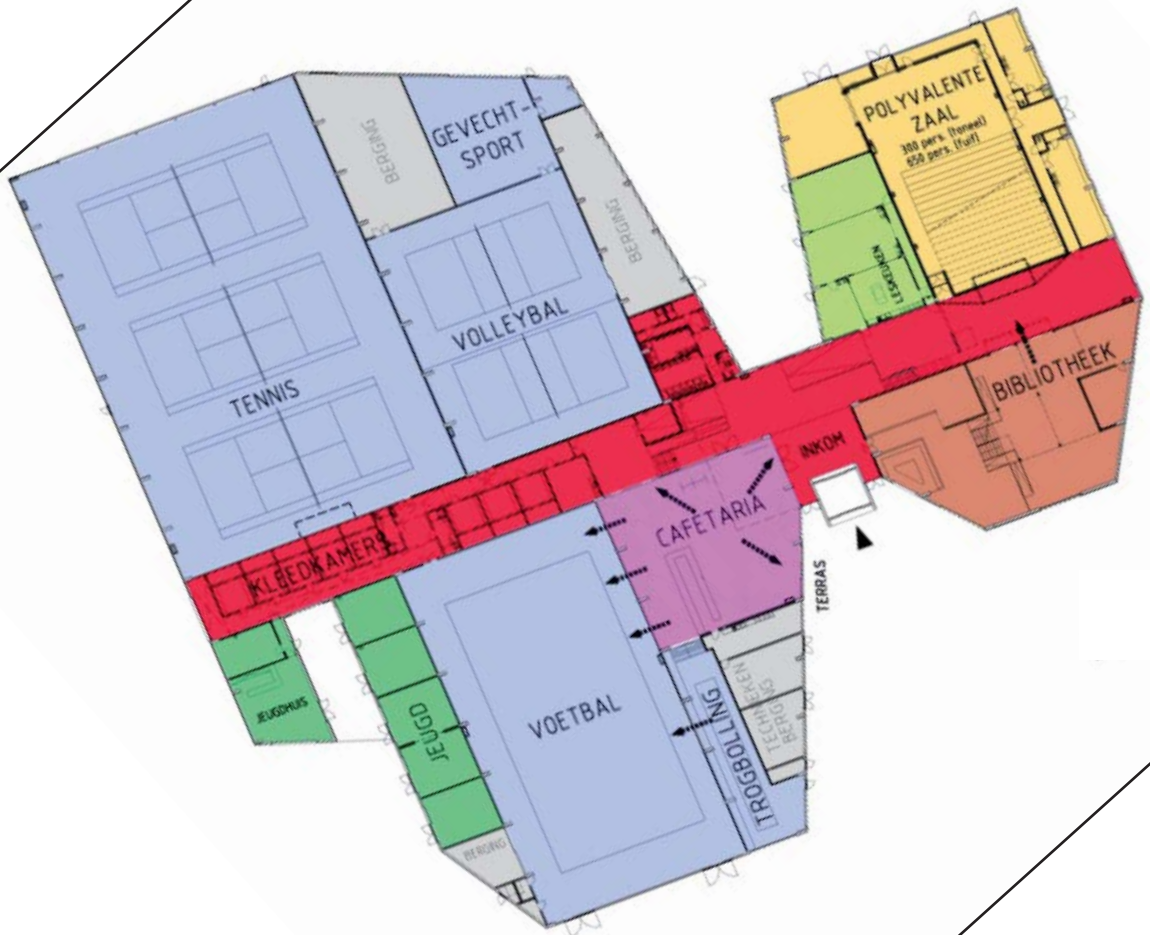 BERGING
GEVECHT-
SPORT
BERGING
POLYVALENTE
ZAAL
300 pers. (toneel)
650 pers. (fuif)
LESKEUKEN
VOLLEYBAL
TENNIS
BIBLIOTHEEK
INKOM
CAFETARIA
KLEEDKAMERS
TERRAS
JEUGDHUIS
JEUGD
VOETBAL
TROGBOLLING
TECHNIEKEN
BERGING
BERGING